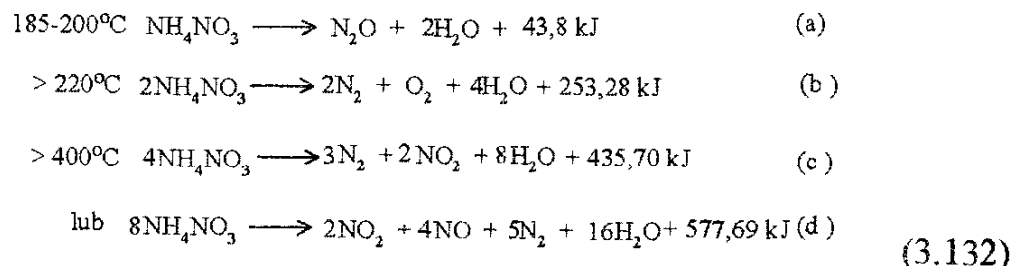 185-200°C NH₄NO₃ ⟶ N₂O + 2H₂O + 43,8 kJ (a)
> 220°C 2NH₄NO₃ ⟶ 2N₂ + O₂ + 4H₂O + 253,28 kJ (b )
> 400°C 4NH₄NO₃ ⟶ 3N₂ +2NO₂ + 8H₂O + 435,70 kJ (c )
lub 8NH₄NO₃ ⟶ 2NO₂ + 4NO + 5N₂ + 16H₂O+ 577,69 kJ (d )
(3.132)